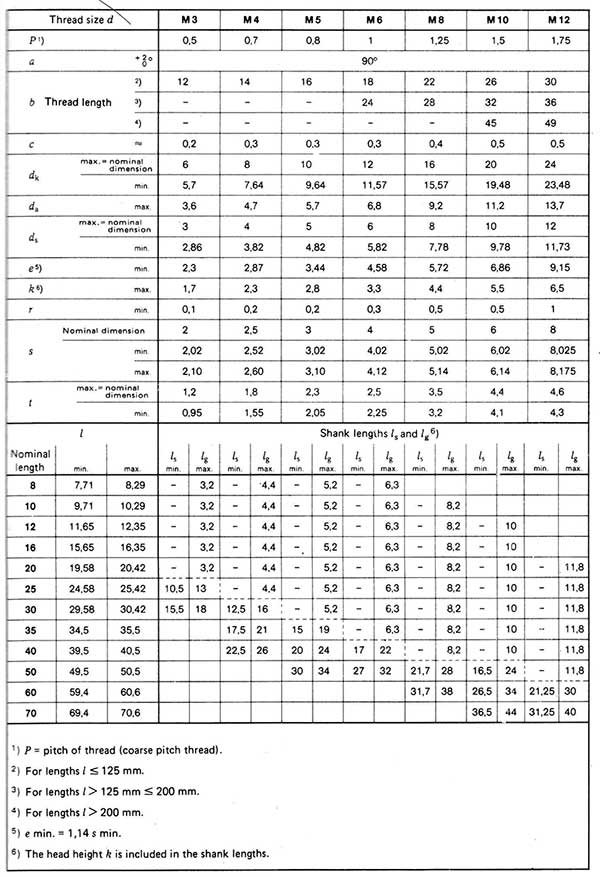 Thread size d M 3 M 4 M 5 M 6 M 8 M 10 M 12
P 1) 0,5 0,7 0,8 1 1,25 1,5 1,75
a +2° 0 90°
b Thread length 2) 12 14 16 18 22 26 30
3) – – – 24 28 32 36
4) – – – – – 45 49
c ≈ 0,2 0,3 0,3 0,3 0,4 0,5 0,5
dk max. = nominal dimension 6 8 10 12 16 20 24
min. 5,7 7,64 9,64 11,57 15,57 19,48 23,48
da max. 3,6 4,7 5,7 6,8 9,2 11,2 13,7
ds max. = nominal dimension 3 4 5 6 8 10 12
min. 2,86 3,82 4,82 5,82 7,78 9,78 11,73
e 5) min. 2,3 2,87 3,44 4,58 5,72 6,86 9,15
k 6) max. 1,7 2,3 2,8 3,3 4,4 5,5 6,5
r min. 0,1 0,2 0,2 0,3 0,5 0,5 1
s Nominal dimension 2 2,5 3 4 5 6 8
min. 2,02 2,52 3,02 4,02 5,02 6,02 8,025
max. 2,10 2,60 3,10 4,12 5,14 6,14 8,175
t max. = nominal dimension 1,2 1,8 2,3 2,5 3,5 4,4 4,6
min. 0,95 1,55 2,05 2,25 3,2 4,1 4,3
l Shank lengths ls and lg 6)
Nominal length min. max. ls min. lg max. ls min. lg max. ls min. lg max. ls min. lg max. ls min. lg max. ls min. lg max. ls min. lg max.
8 7,71 8,29 – 3,2 – 4,4 – 5,2 – 6,3
10 9,71 10,29 – 3,2 – 4,4 – 5,2 – 6,3 – 8,2
12 11,65 12,35 – 3,2 – 4,4 – 5,2 – 6,3 – 8,2 – 10
16 15,65 16,35 – 3,2 – 4,4 – 5,2 – 6,3 – 8,2 – 10
20 19,58 20,42 – 3,2 – 4,4 – 5,2 – 6,3 – 8,2 – 10 – 11,8
25 24,58 25,42 10,5 13 – 4,4 – 5,2 – 6,3 – 8,2 – 10 – 11,8
30 29,58 30,42 15,5 18 12,5 16 – 5,2 – 6,3 – 8,2 – 10 – 11,8
35 34,5 35,5 17,5 21 15 19 – 6,3 – 8,2 – 10 – 11,8
40 39,5 40,5 22,5 26 20 24 17 22 – 8,2 – 10 – 11,8
50 49,5 50,5 30 34 27 32 21,7 28 16,5 24 – 11,8
60 59,4 60,6 31,7 38 26,5 34 21,25 30
70 69,4 70,6 36,5 44 31,25 40
1) P = pitch of thread (coarse pitch thread).
2) For lengths l ≤ 125 mm.
3) For lengths l > 125 mm ≤ 200 mm.
4) For lengths l > 200 mm.
5) e min. = 1,14 s min.
6) The head height k is included in the shank lengths.